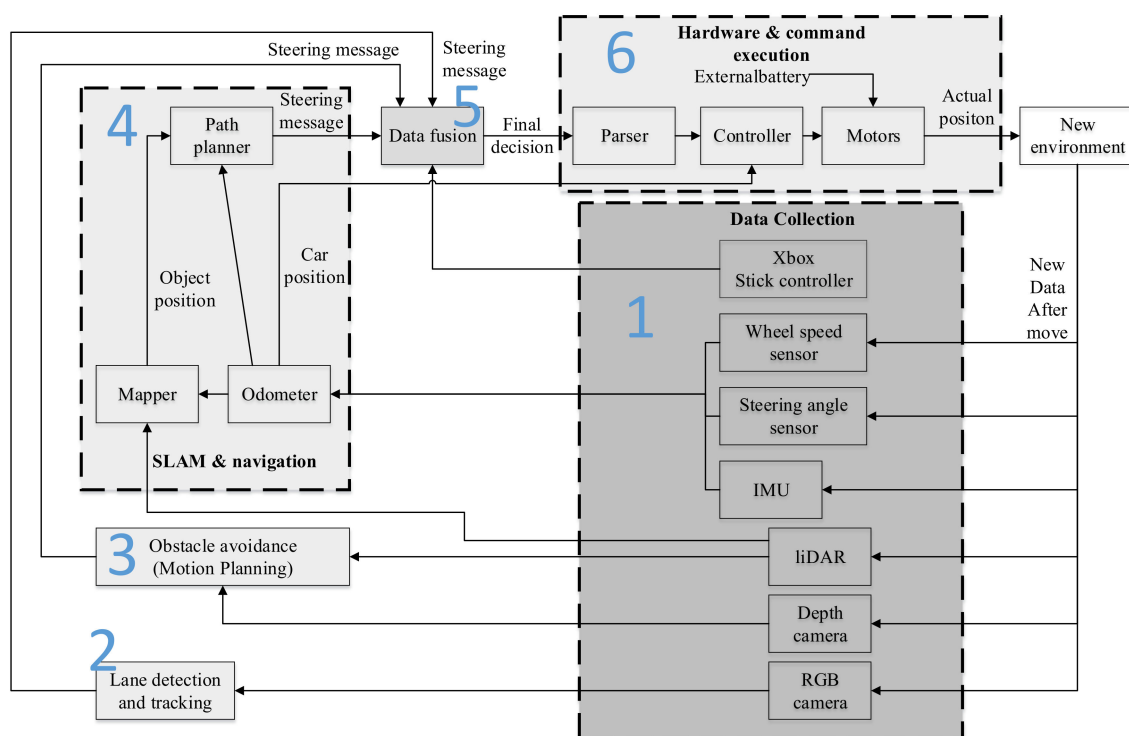 Steering message
Steering
message
5
Data fusion
4
Path
planner
Steering
message
Final
decision
6
Hardware & command
execution
Externalbattery
Parser
Controller
Motors
Actual
positon
New
environment
Object
position
Car
position
Mapper
Odometer
SLAM & navigation
3
Obstacle avoidance
(Motion Planning)
2
Lane detection
and tracking
Data Collection
1
Xbox
Stick controller
Wheel speed
sensor
Steering angle
sensor
IMU
liDAR
Depth
camera
RGB
camera
New
Data
After
move